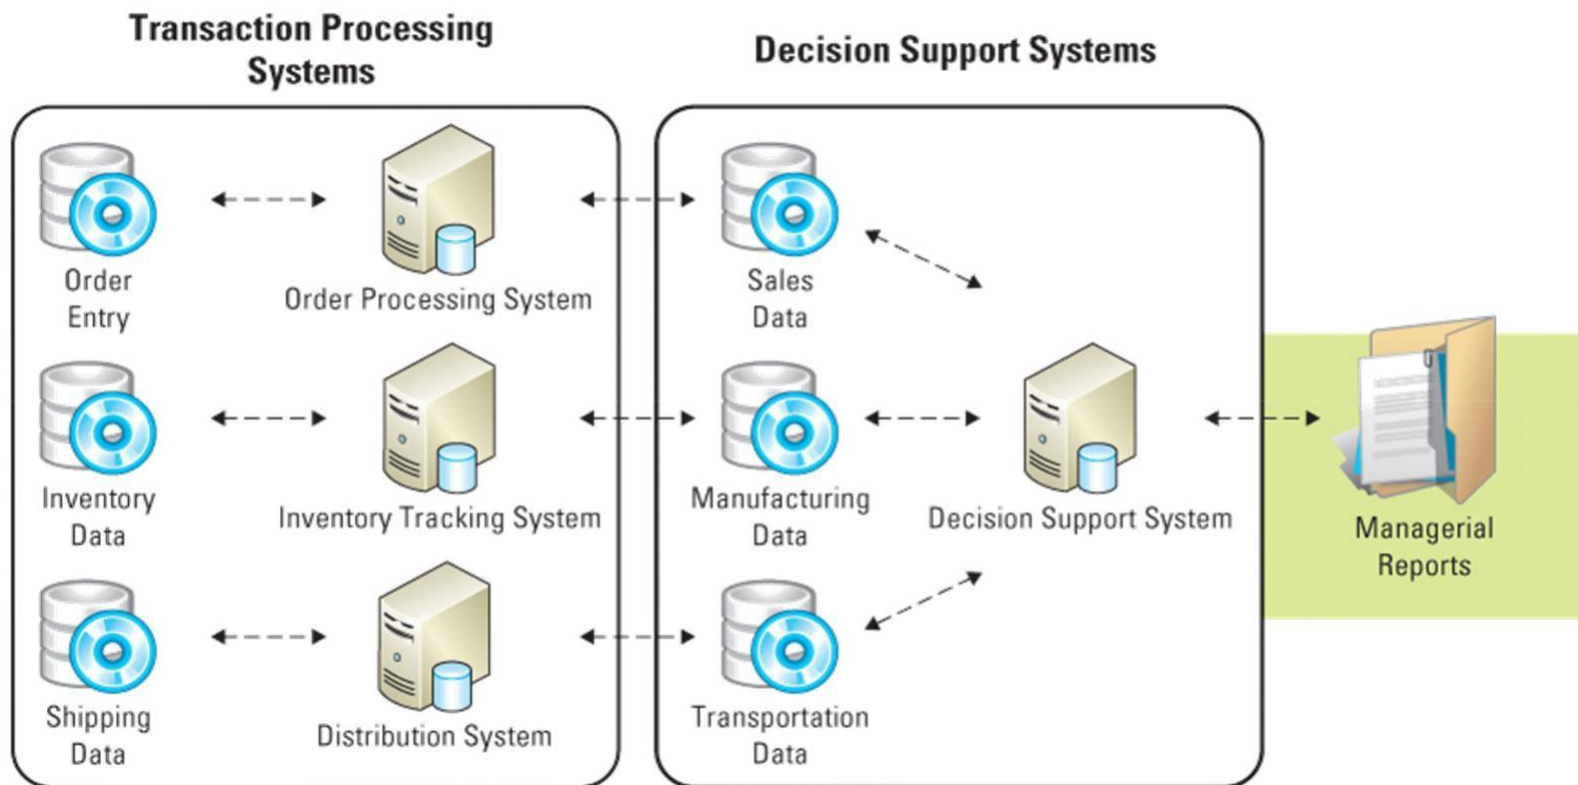 Transaction Processing
Systems
Decision Support Systems
Order
Entry
Order Processing System
Sales
Data
Inventory
Data
Inventory Tracking System
Manufacturing
Data
Decision Support System
Managerial
Reports
Shipping
Data
Distribution System
Transportation
Data